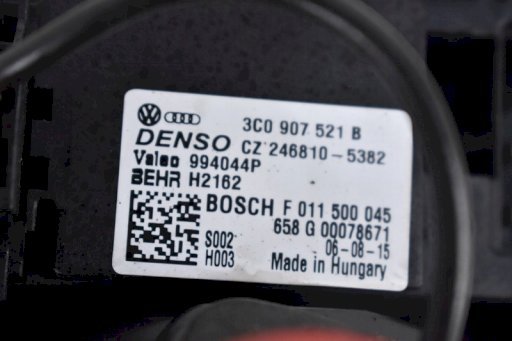 3C0 907 521 B
DENSO CZ 246810-5382
Valeo 994044P
BEHR H2162
BOSCH F 011 500 045
658 G 00078671
S002 06-08-15
H003 Made in Hungary